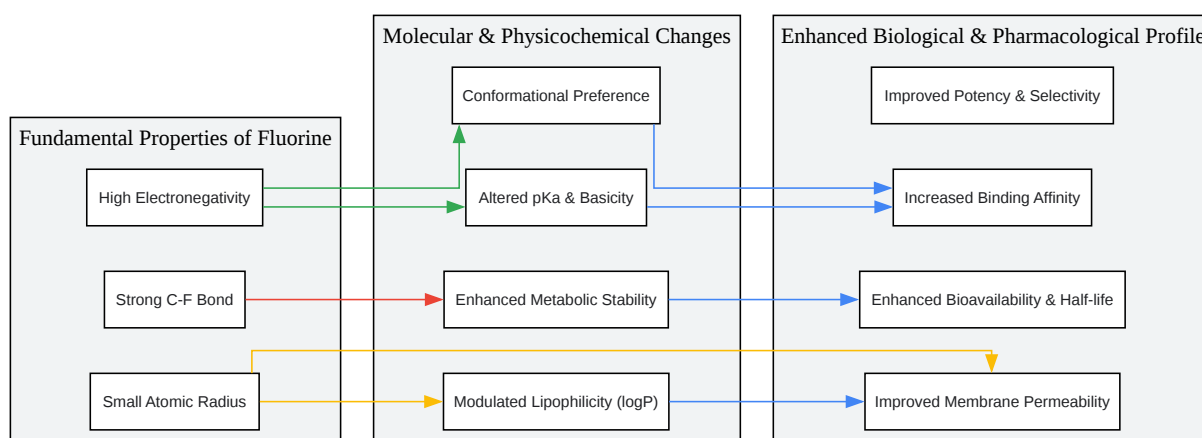 Fundamental Properties of Fluorine
High Electronegativity
Strong C-F Bond
Small Atomic Radius
Molecular & Physicochemical Changes
Conformational Preference
Altered pKa & Basicity
Enhanced Metabolic Stability
Modulated Lipophilicity (logP)
Enhanced Biological & Pharmacological Profile
Improved Potency & Selectivity
Increased Binding Affinity
Enhanced Bioavailability & Half-life
Improved Membrane Permeability